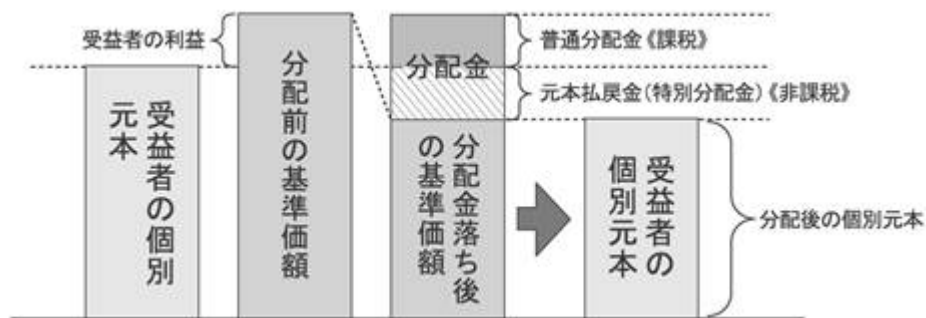 受益者の利益
受益者の個別
元本
分配前の基準価額
分配金
分配金落ち後
の基準価額
普通分配金《課税》
元本払戻金(特別分配金)《非課税》
受益者の
個別元本
分配後の個別元本